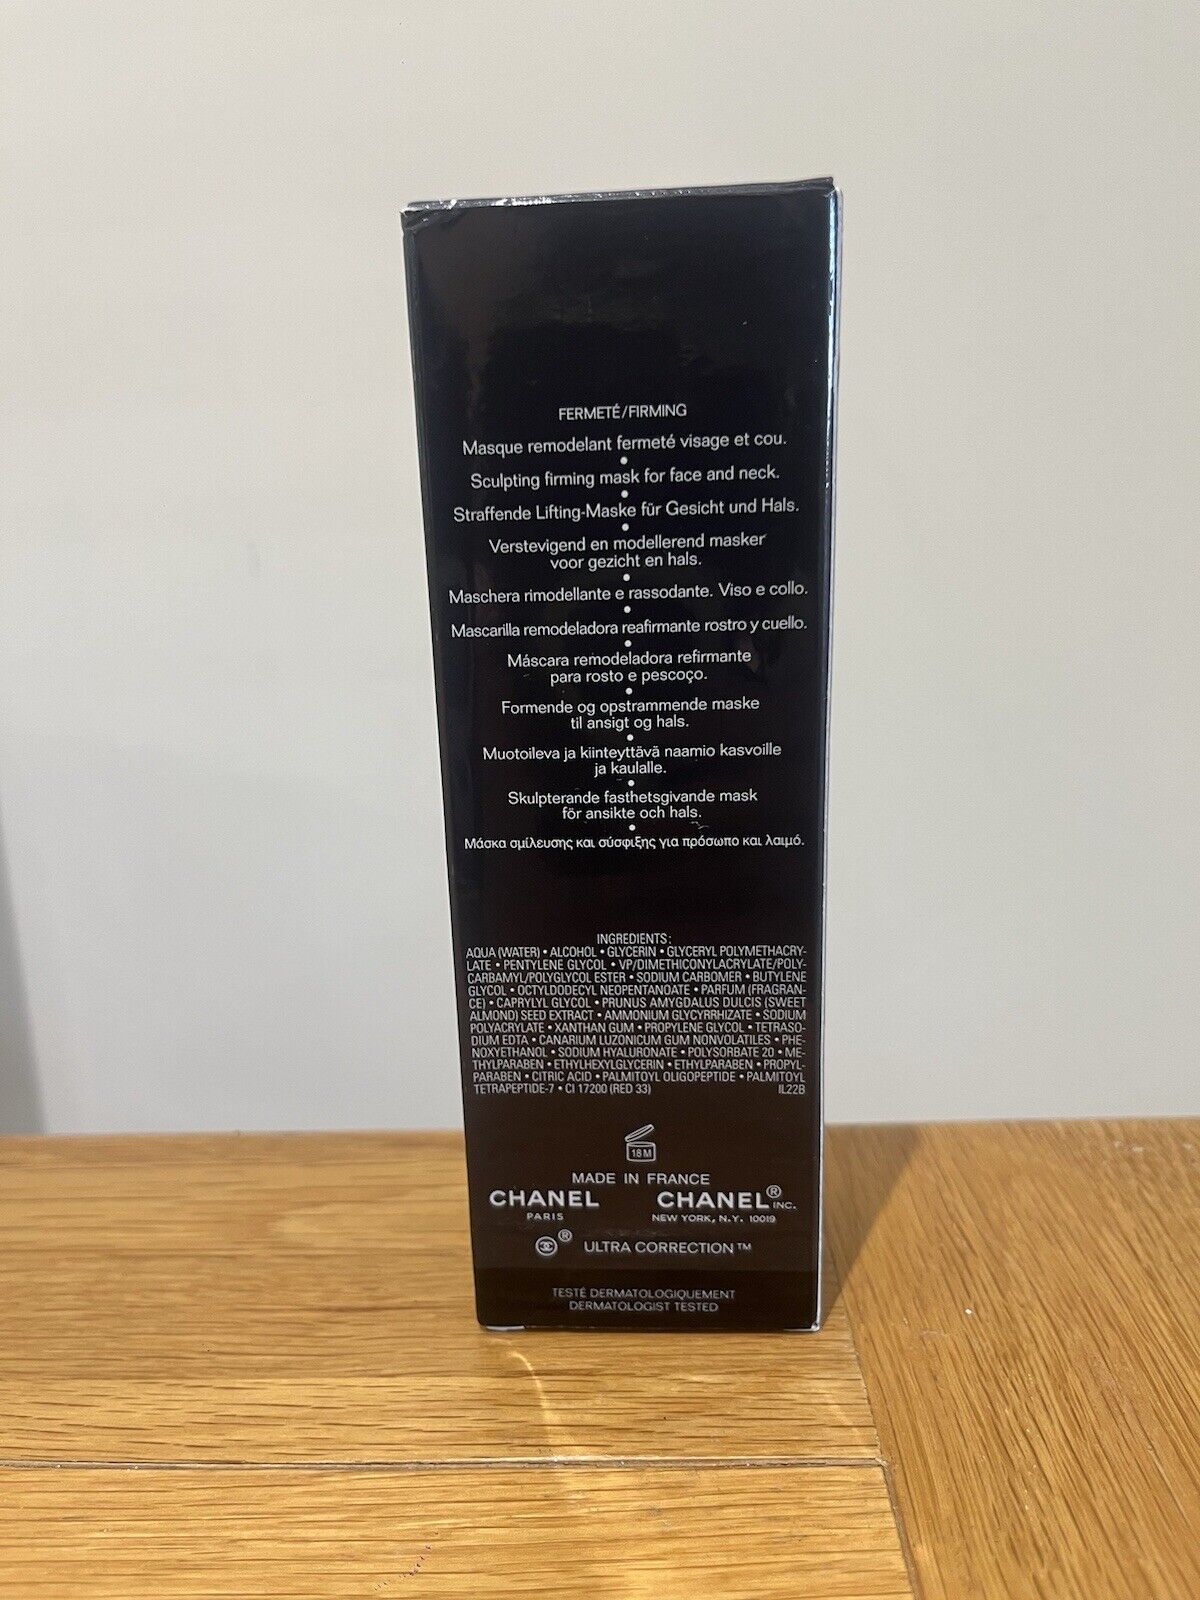 FERMETÉ/FIRMING
Masque remodelant fermeté visage et cou.
•
Sculpting firming mask for face and neck.
•
Straffende Lifting-Maske für Gesicht und Hals.
•
Verstevigend en modellerend masker
voor gezicht en hals.
•
Maschera rimodellante e rassodante. Viso e collo.
•
Mascarilla remodeladora reafirmante rostro y cuello.
•
Máscara remodeladora refirmante
para rosto e pescoço.
•
Formende og opstrammende maske
til ansigt og hals.
•
Muotoileva ja kiinteyttävä naamio kasvoille
ja kaulalle.
•
Skulpterande fasthetsgivande mask
för ansikte och hals.
•
Μάσκα σμίλευσης και σύσφιξης για πρόσωπο και λαιμό.
INGREDIENTS:
AQUA (WATER) • ALCOHOL • GLYCERIN • GLYCERYL POLYMETHACRY-
LATE • PENTYLENE GLYCOL • VP/DIMETHICONYLACRYLATE/POLY-
CARBAMYL/POLYGLYCOL ESTER • SODIUM CARBOMER • BUTYLENE
GLYCOL • OCTYLDODECYL NEOPENTANOATE • PARFUM (FRAGRAN-
CE) • CAPRYLYL GLYCOL • PRUNUS AMYGDALUS DULCIS (SWEET
ALMOND) SEED EXTRACT • AMMONIUM GLYCYRRHIZATE • SODIUM
POLYACRYLATE • XANTHAN GUM • PROPYLENE GLYCOL • TETRASO-
DIUM EDTA • CANARIUM LUZONICUM GUM NONVOLATILES • PHE-
NOXYETHANOL • SODIUM HYALURONATE • POLYSORBATE 20 • ME-
THYLPARABEN • ETHYLHEXYLGLYCERIN • ETHYLPARABEN • PROPYL-
PARABEN • CITRIC ACID • PALMITOYL OLIGOPEPTIDE • PALMITOYL
TETRAPEPTIDE-7 • CI 17200 (RED 33) IL22B
18 M
MADE IN FRANCE
CHANEL CHANEL® INC.
PARIS NEW YORK, N.Y. 10019
® ULTRA CORRECTION™
TESTÉ DERMATOLOGIQUEMENT
DERMATOLOGIST TESTED